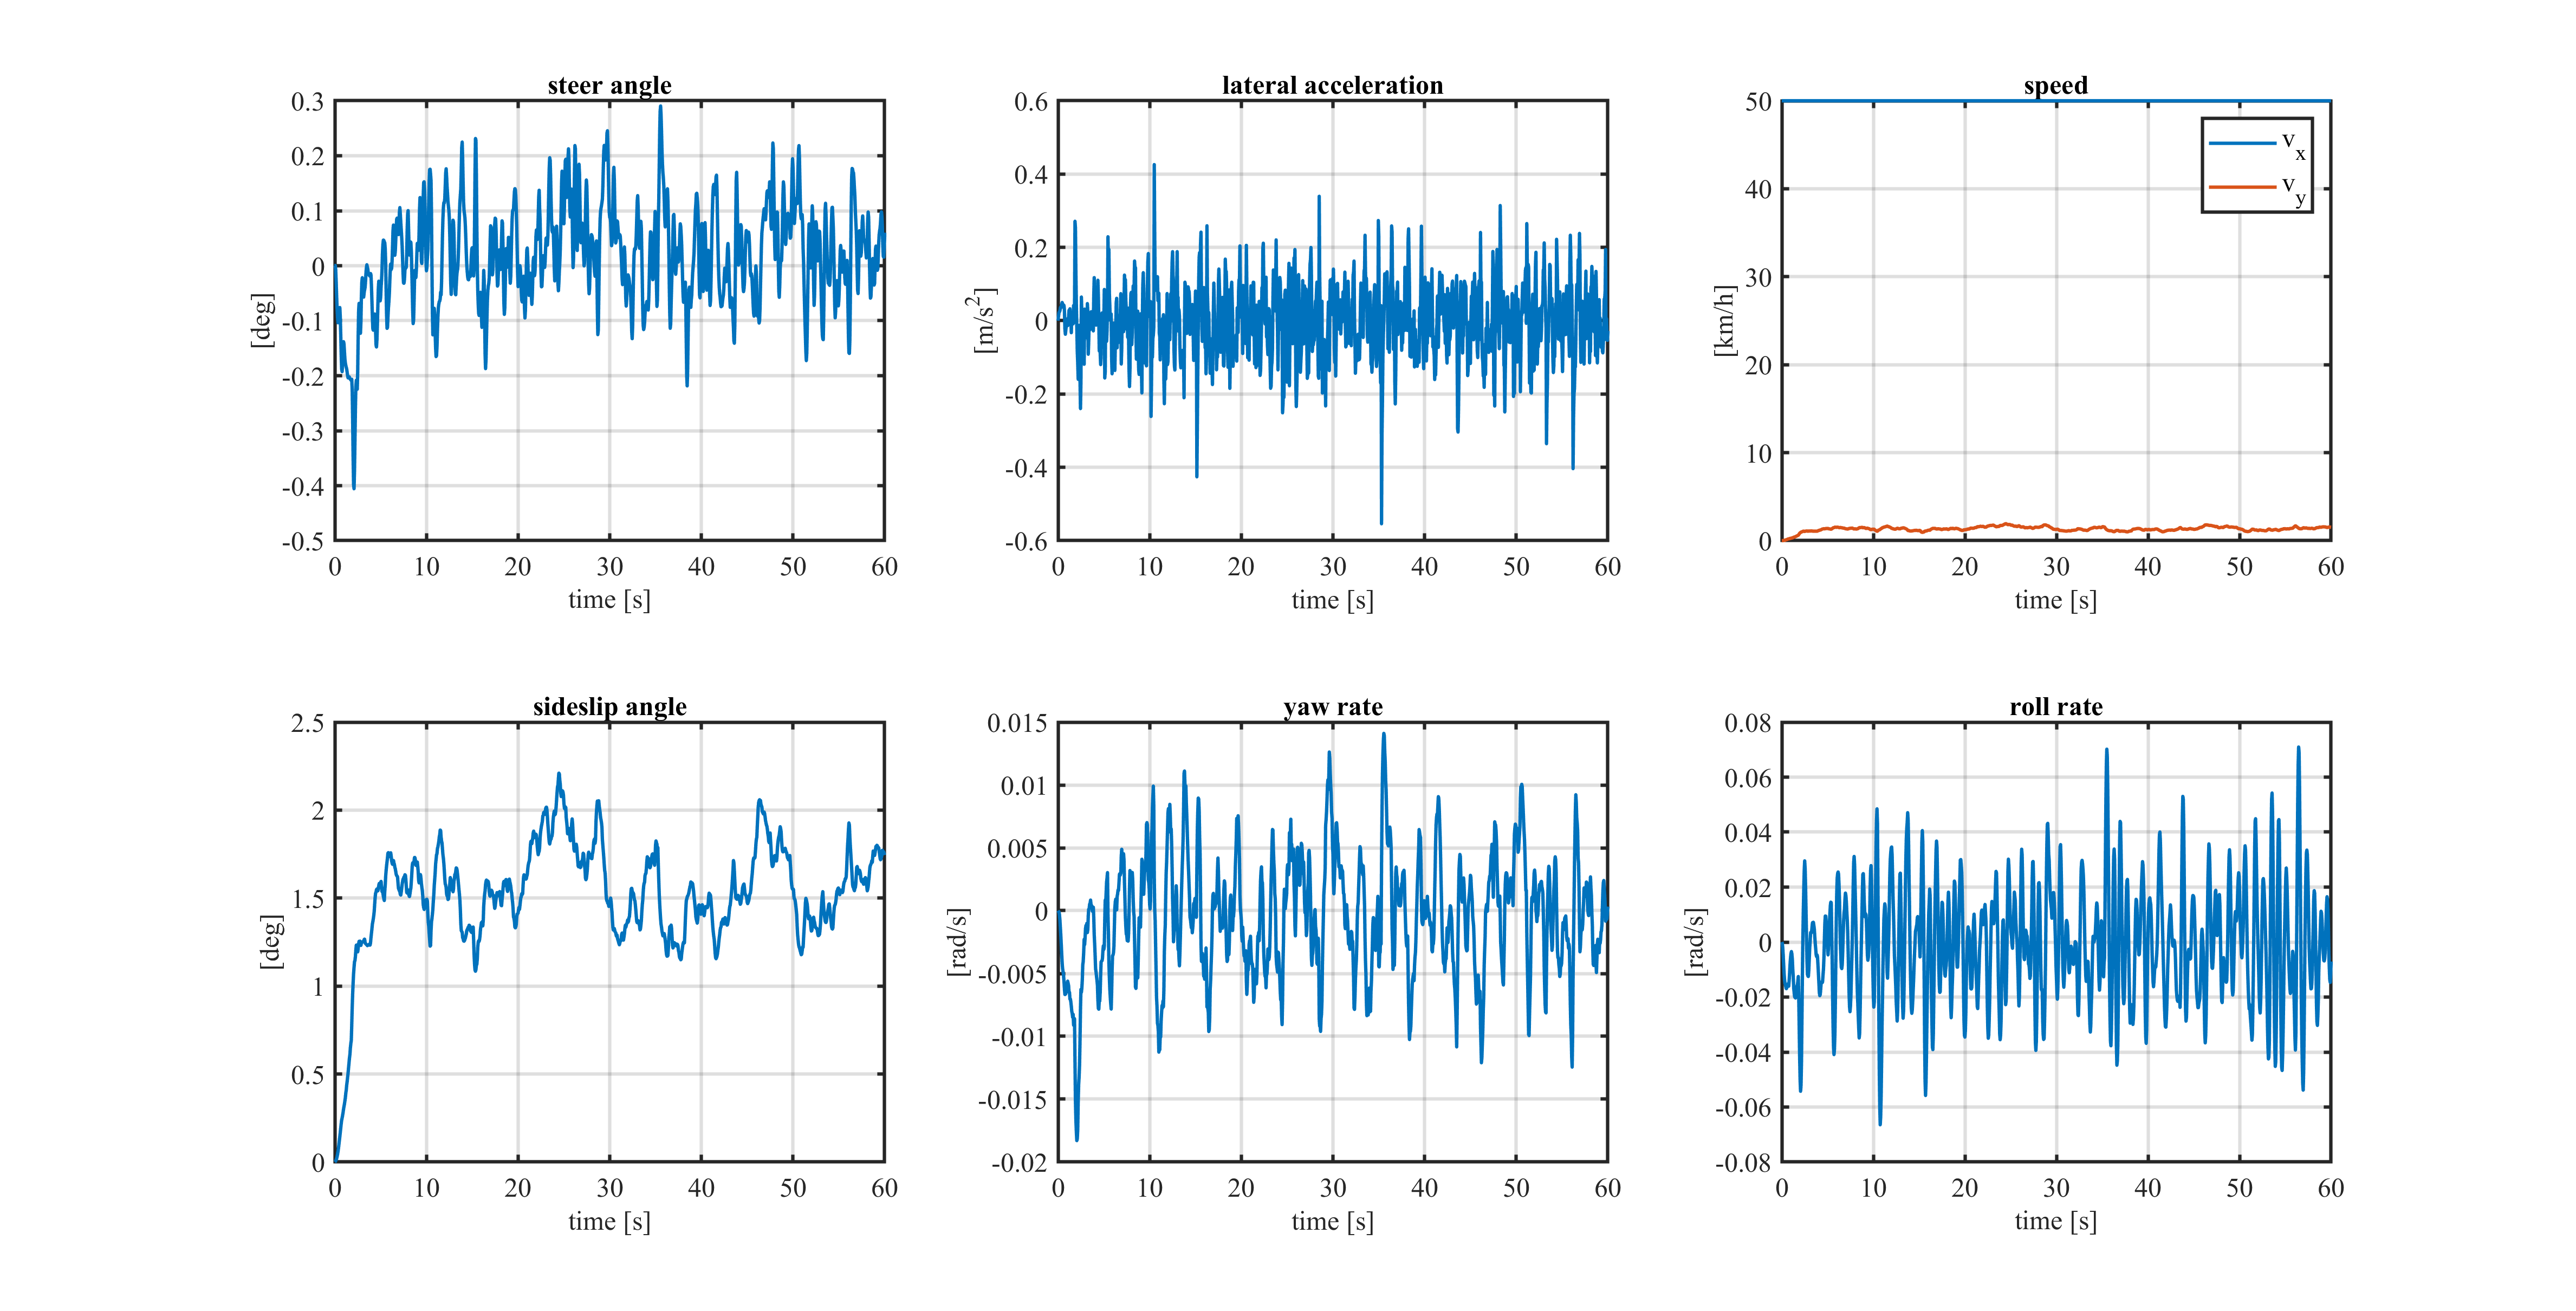 steer angle
0.3
0.2
0.1
0
-0.1
-0.2
-0.3
-0.4
-0.5
[deg]
0 10 20 30 40 50 60
time [s]
lateral acceleration
0.6
0.4
0.2
0
-0.2
-0.4
-0.6
[m/s²]
0 10 20 30 40 50 60
time [s]
speed
50
40
30
20
10
0
[km/h]
v_x
v_y
0 10 20 30 40 50 60
time [s]
sideslip angle
2.5
2
1.5
1
0.5
0
[deg]
0 10 20 30 40 50 60
time [s]
yaw rate
0.015
0.01
0.005
0
-0.005
-0.01
-0.015
-0.02
[rad/s]
0 10 20 30 40 50 60
time [s]
roll rate
0.08
0.06
0.04
0.02
0
-0.02
-0.04
-0.06
-0.08
[rad/s]
0 10 20 30 40 50 60
time [s]